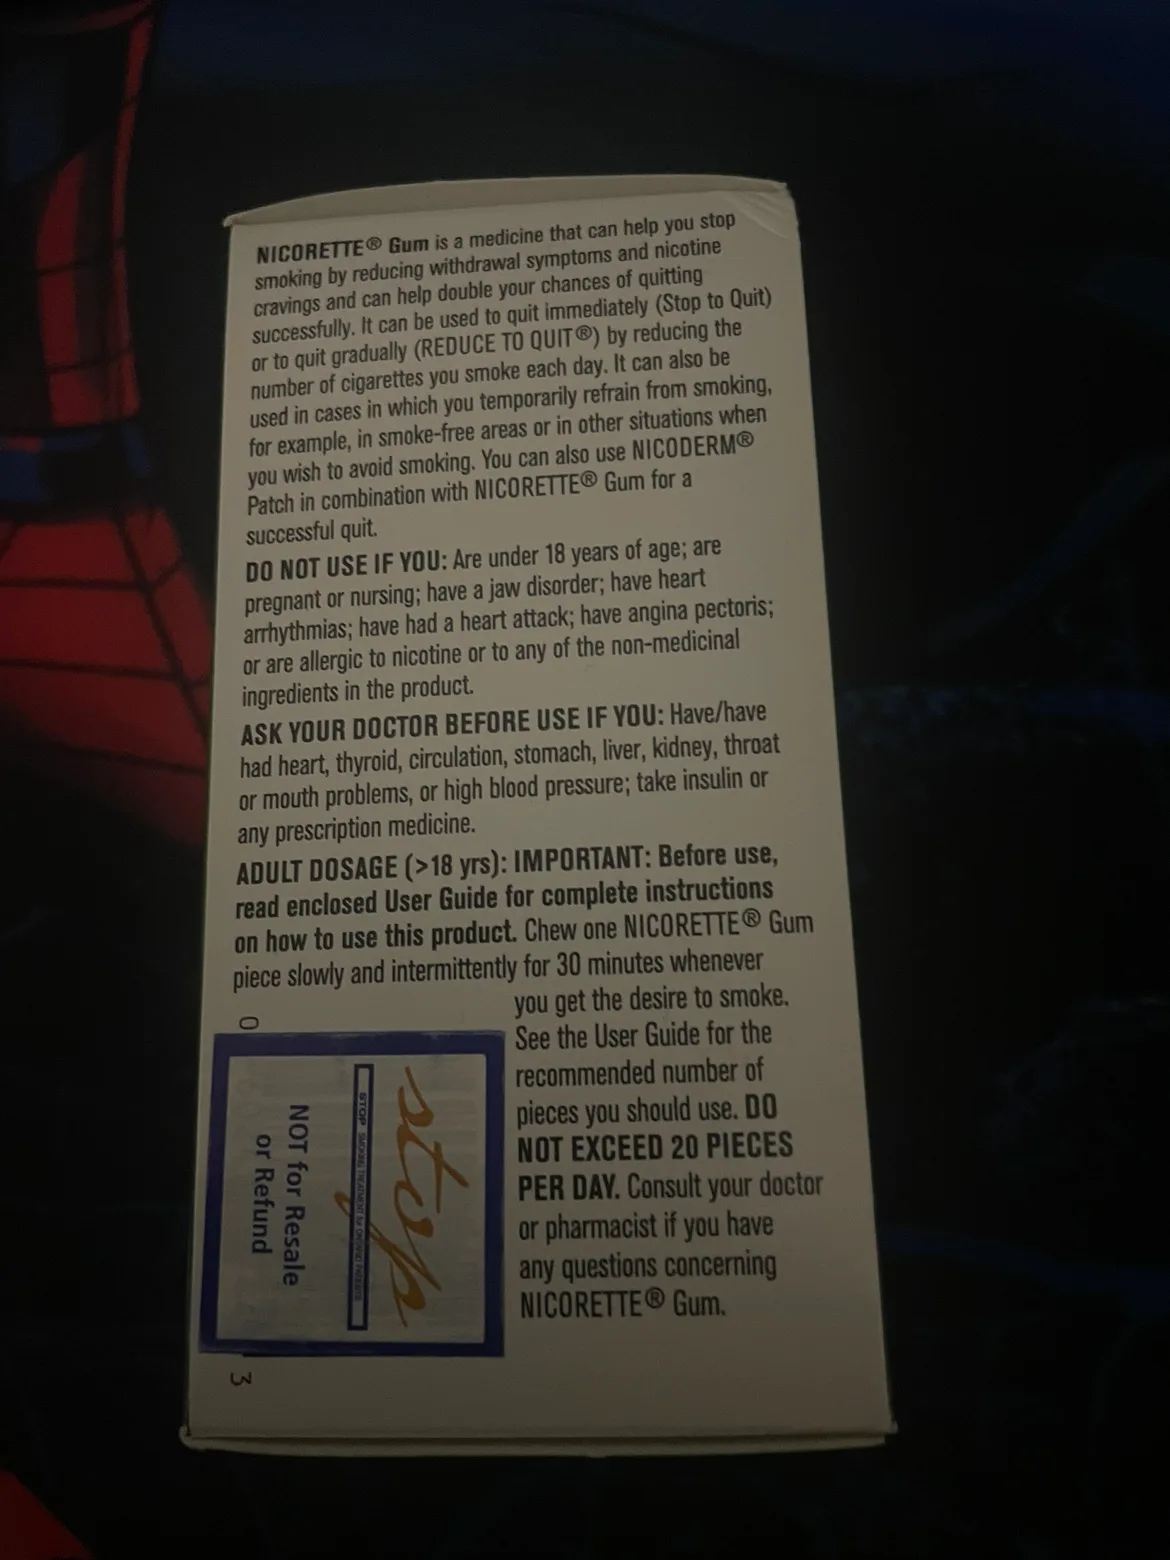 NICORETTE® Gum is a medicine that can help you stop
smoking by reducing withdrawal symptoms and nicotine
cravings and can help double your chances of quitting
successfully. It can be used to quit immediately (Stop to Quit)
or to quit gradually (REDUCE TO QUIT®) by reducing the
number of cigarettes you smoke each day. It can also be
used in cases in which you temporarily refrain from smoking,
for example, in smoke-free areas or in other situations when
you wish to avoid smoking. You can also use NICODERM®
Patch in combination with NICORETTE® Gum for a
successful quit.
DO NOT USE IF YOU: Are under 18 years of age; are
pregnant or nursing; have a jaw disorder; have heart
arrhythmias; have had a heart attack; have angina pectoris;
or are allergic to nicotine or to any of the non-medicinal
ingredients in the product.
ASK YOUR DOCTOR BEFORE USE IF YOU: Have/have
had heart, thyroid, circulation, stomach, liver, kidney, throat
or mouth problems, or high blood pressure; take insulin or
any prescription medicine.
ADULT DOSAGE (>18 yrs): IMPORTANT: Before use,
read enclosed User Guide for complete instructions
on how to use this product. Chew one NICORETTE® Gum
piece slowly and intermittently for 30 minutes whenever
you get the desire to smoke.
See the User Guide for the
recommended number of
pieces you should use. DO
NOT EXCEED 20 PIECES
PER DAY. Consult your doctor
or pharmacist if you have
any questions concerning
NICORETTE® Gum.
0
stop
STOP SMOKING TREATMENT for ONTARIO PATIENTS
NOT for Resale
or Refund
3